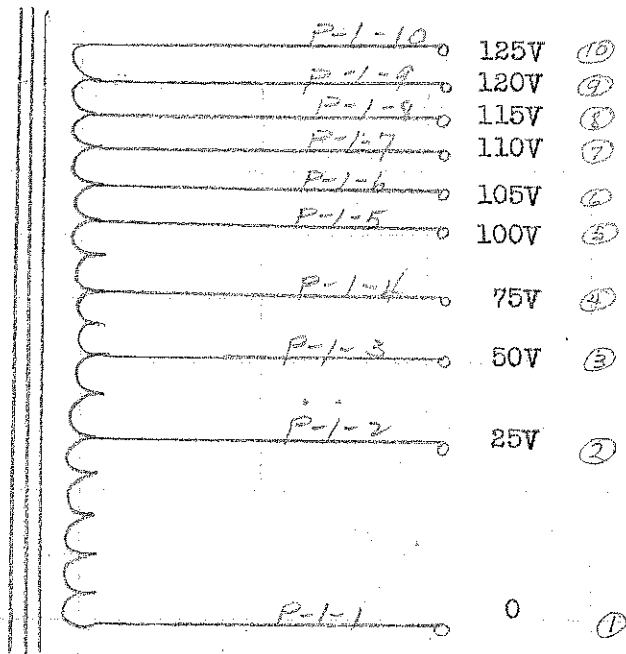 P-1-10 125V 10
P-1-9 120V 9
P-1-8 115V 8
P-1-7 110V 7
P-1-6 105V 6
P-1-5 100V 5
P-1-4 75V 4
P-1-3 50V 3
P-1-2 25V 2
P-1-1 0 1